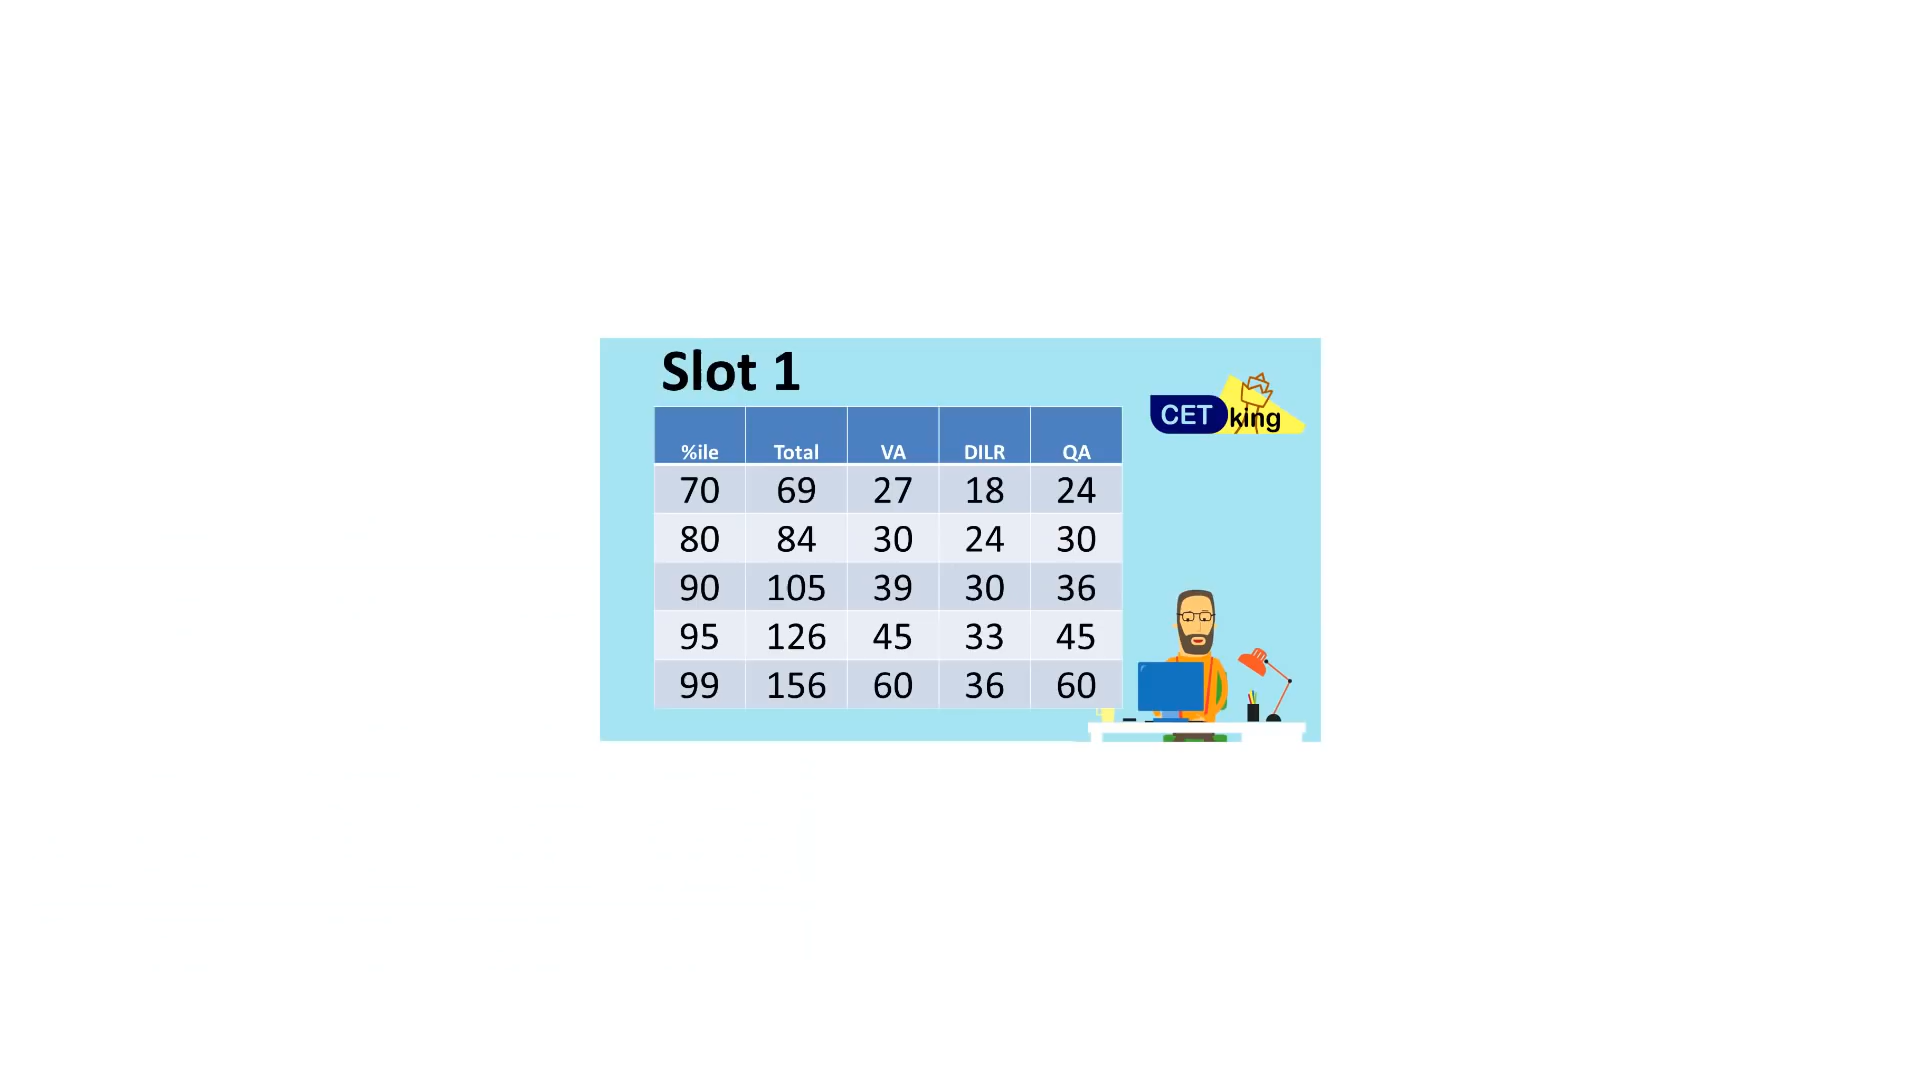 Slot 1
CET king
%ile Total VA DILR QA
70 69 27 18 24
80 84 30 24 30
90 105 39 30 36
95 126 45 33 45
99 156 60 36 60